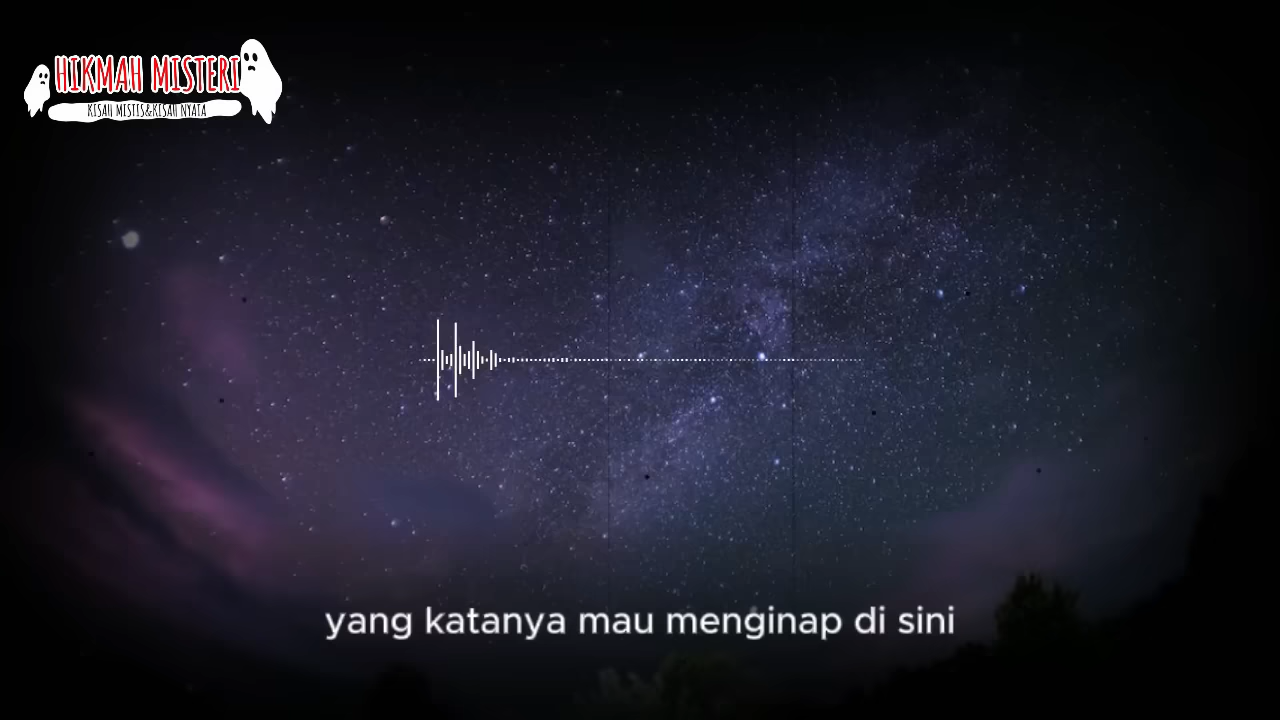 HIKMAH MISTERI
KISAH MISTIS&KISAH NYATA
yang katanya mau menginap di sini